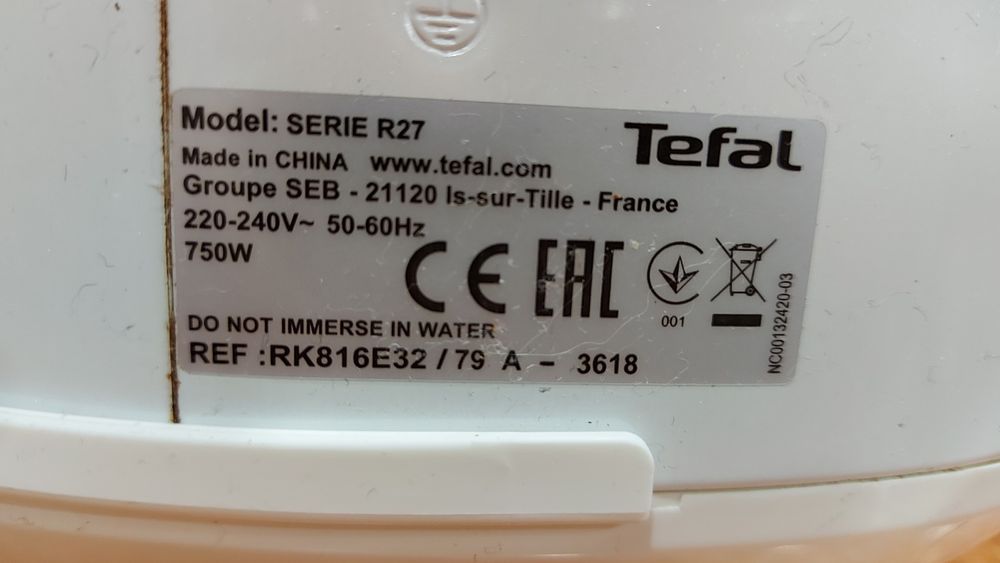 Model: SERIE R27
Tefal
Made in CHINA www.tefal.com
Groupe SEB - 21120 Is-sur-Tille - France
220-240V~ 50-60Hz
750W
CE EAC
001
DO NOT IMMERSE IN WATER
REF :RK816E32 / 79 A - 3618
NC00132420-03